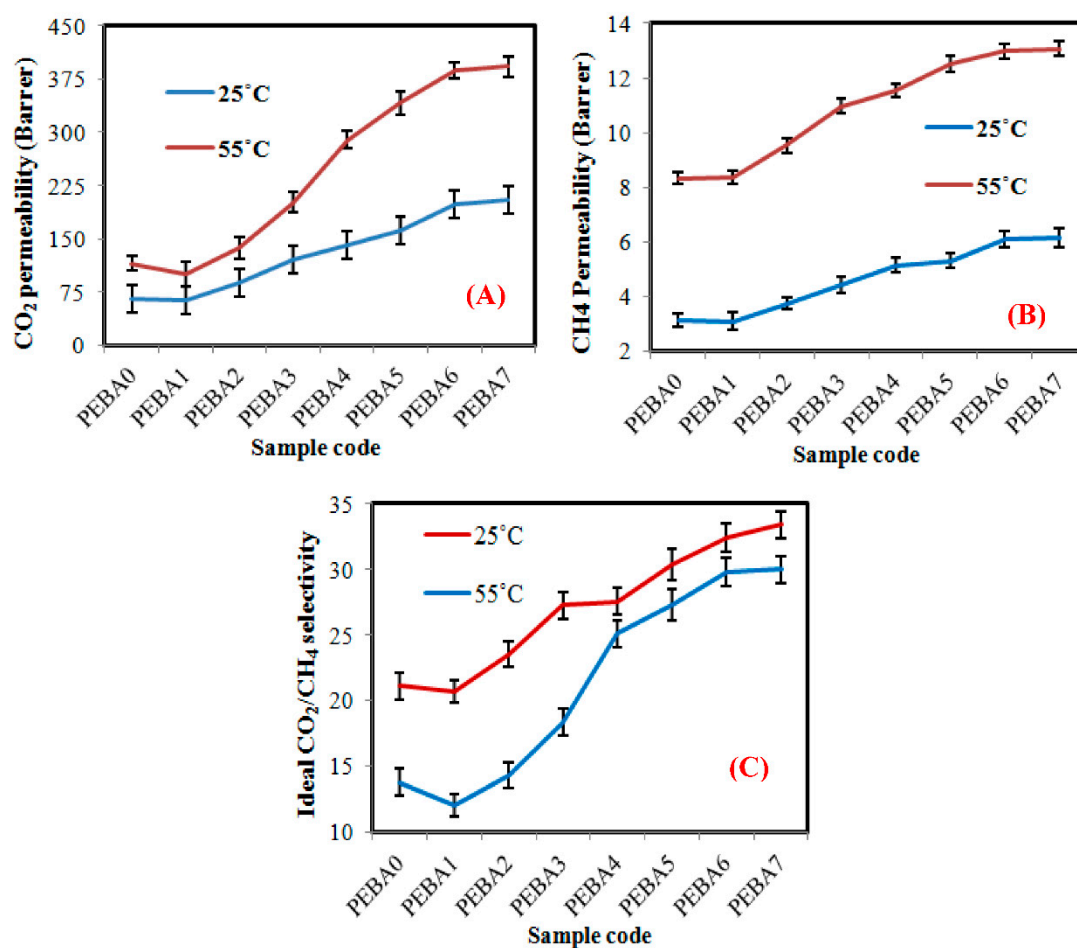 450
375
300
225
150
75
0
CO₂ permeability (Barrer)
25˚C
55˚C
(A)
PEBA0
PEBA1
PEBA2
PEBA3
PEBA4
PEBA5
PEBA6
PEBA7
Sample code
14
12
10
8
6
4
2
CH4 Permeability (Barrer)
25˚C
55˚C
(B)
PEBA0
PEBA1
PEBA2
PEBA3
PEBA4
PEBA5
PEBA6
PEBA7
Sample code
35
30
25
20
15
10
Ideal CO₂/CH₄ selectivity
25˚C
55˚C
(C)
PEBA0
PEBA1
PEBA2
PEBA3
PEBA4
PEBA5
PEBA6
PEBA7
Sample code